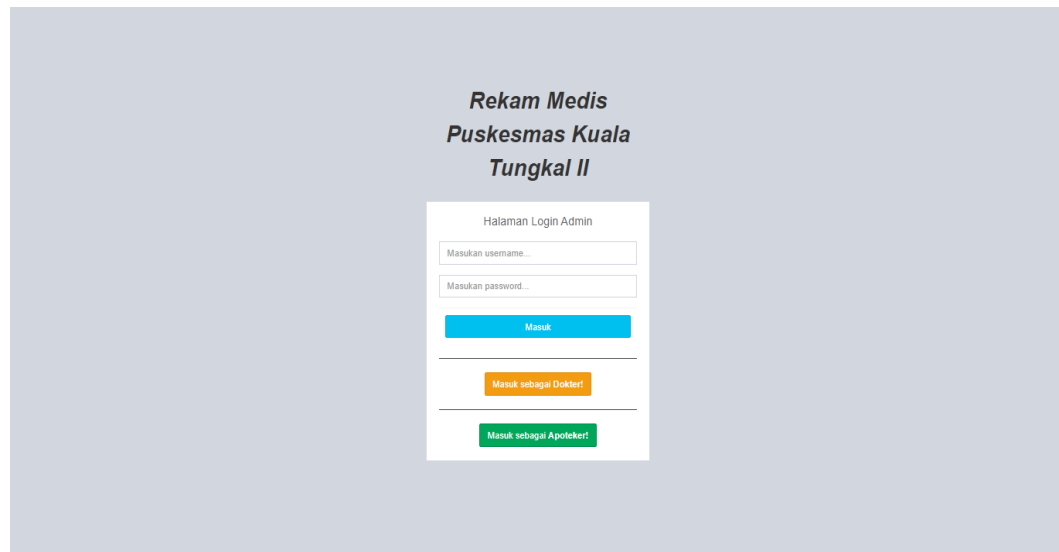 Rekam Medis
Puskesmas Kuala
Tungkal II
Halaman Login Admin
Masukan username...
Masukan password...
Masuk
Masuk sebagai Dokter!
Masuk sebagai Apoteker!